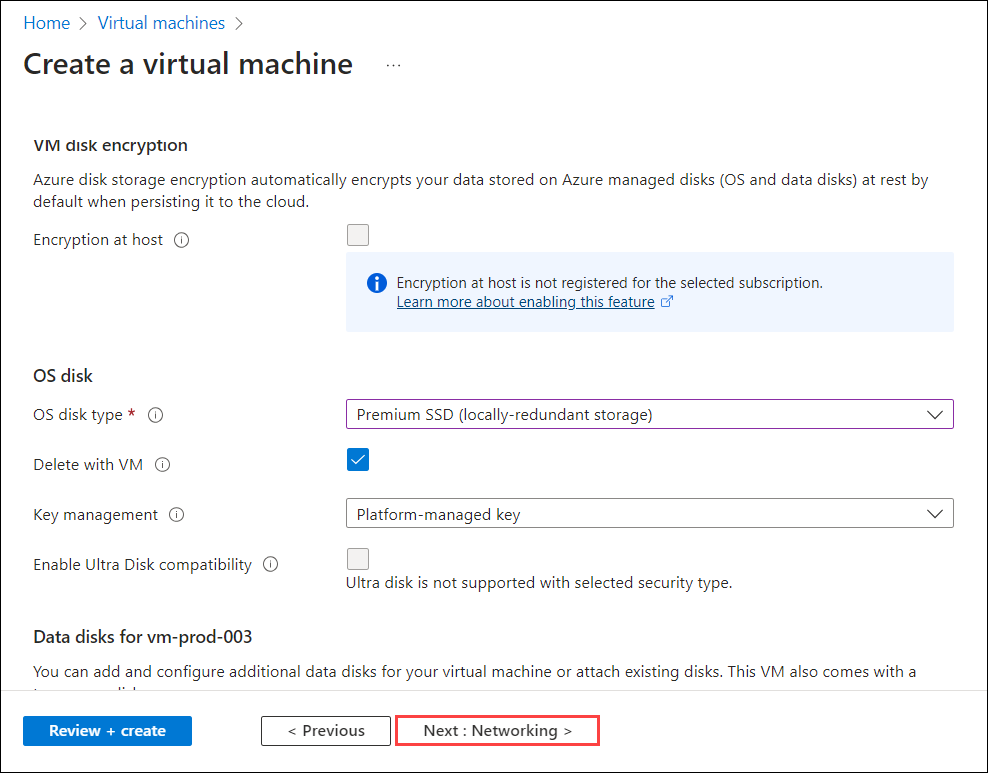 Home > Virtual machines >
Create a virtual machine ...
VM disk encryption
Azure disk storage encryption automatically encrypts your data stored on Azure managed disks (OS and data disks) at rest by
default when persisting it to the cloud.
Encryption at host
Encryption at host is not registered for the selected subscription.
Learn more about enabling this feature
OS disk
OS disk type *
Premium SSD (locally-redundant storage)
Delete with VM
Key management
Platform-managed key
Enable Ultra Disk compatibility
Ultra disk is not supported with selected security type.
Data disks for vm-prod-003
You can add and configure additional data disks for your virtual machine or attach existing disks. This VM also comes with a
Review + create
< Previous
Next : Networking >